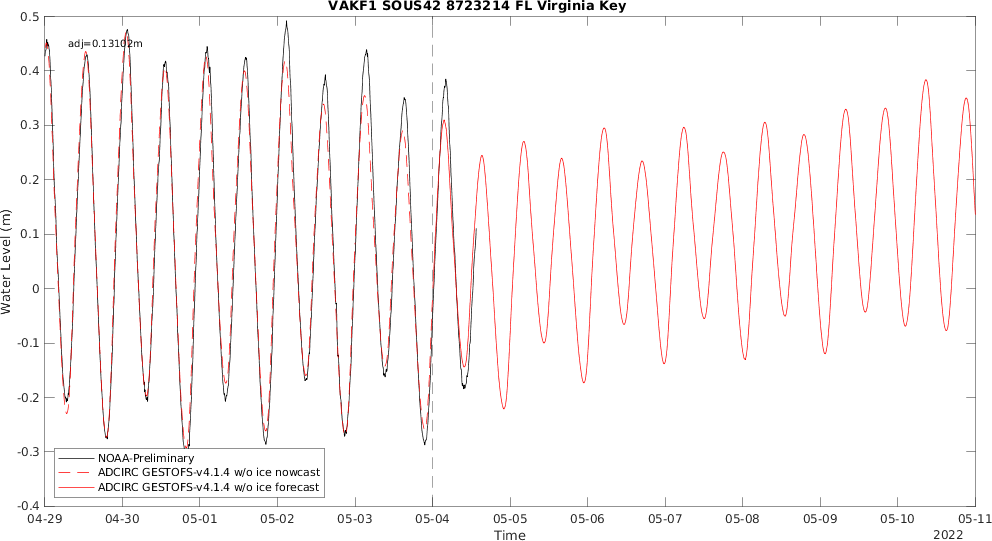 VAKF1 SOUS42 8723214 FL Virginia Key
adj=0.13102m
0.5
0.4
0.3
0.2
0.1
0
-0.1
-0.2
-0.3
-0.4
Water Level (m)
NOAA-Preliminary
ADCIRC GESTOFS-v4.1.4 w/o ice nowcast
ADCIRC GESTOFS-v4.1.4 w/o ice forecast
04-29 04-30 05-01 05-02 05-03 05-04 05-05 05-06 05-07 05-08 05-09 05-10 05-11
Time
2022